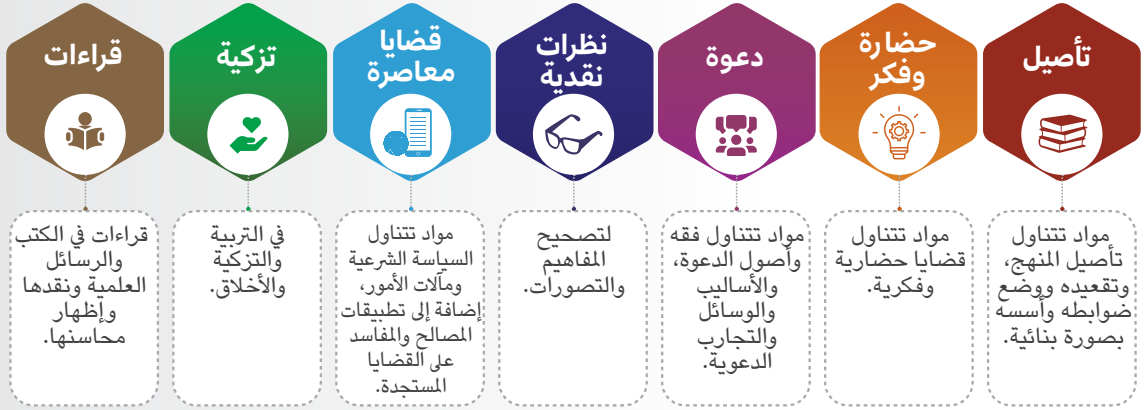 تأصيل
مواد تتناول
تأصيل المنهج،
وتقعيده ووضع
ضوابطه وأسسه
بصورة بنائية.
حضارة
وفكر
مواد تتناول
قضايا حضارية
وفكرية.
دعوة
مواد تتناول فقه
وأصول الدعوة،
والأساليب
والوسائل
والتجارب
الدعوية.
نظرات
نقدية
لتصحيح
المفاهيم
والتصورات.
قضايا
معاصرة
مواد تتناول
السياسة الشرعية
ومآلات الأمور،
إضافة إلى تطبيقات
المصالح والمفاسد
على القضايا
المستجدة.
تزكية
في التربية
والتزكية
والأخلاق.
قراءات
قراءات في الكتب
والرسائل
العلمية ونقدها
وإظهار
محاسنها.